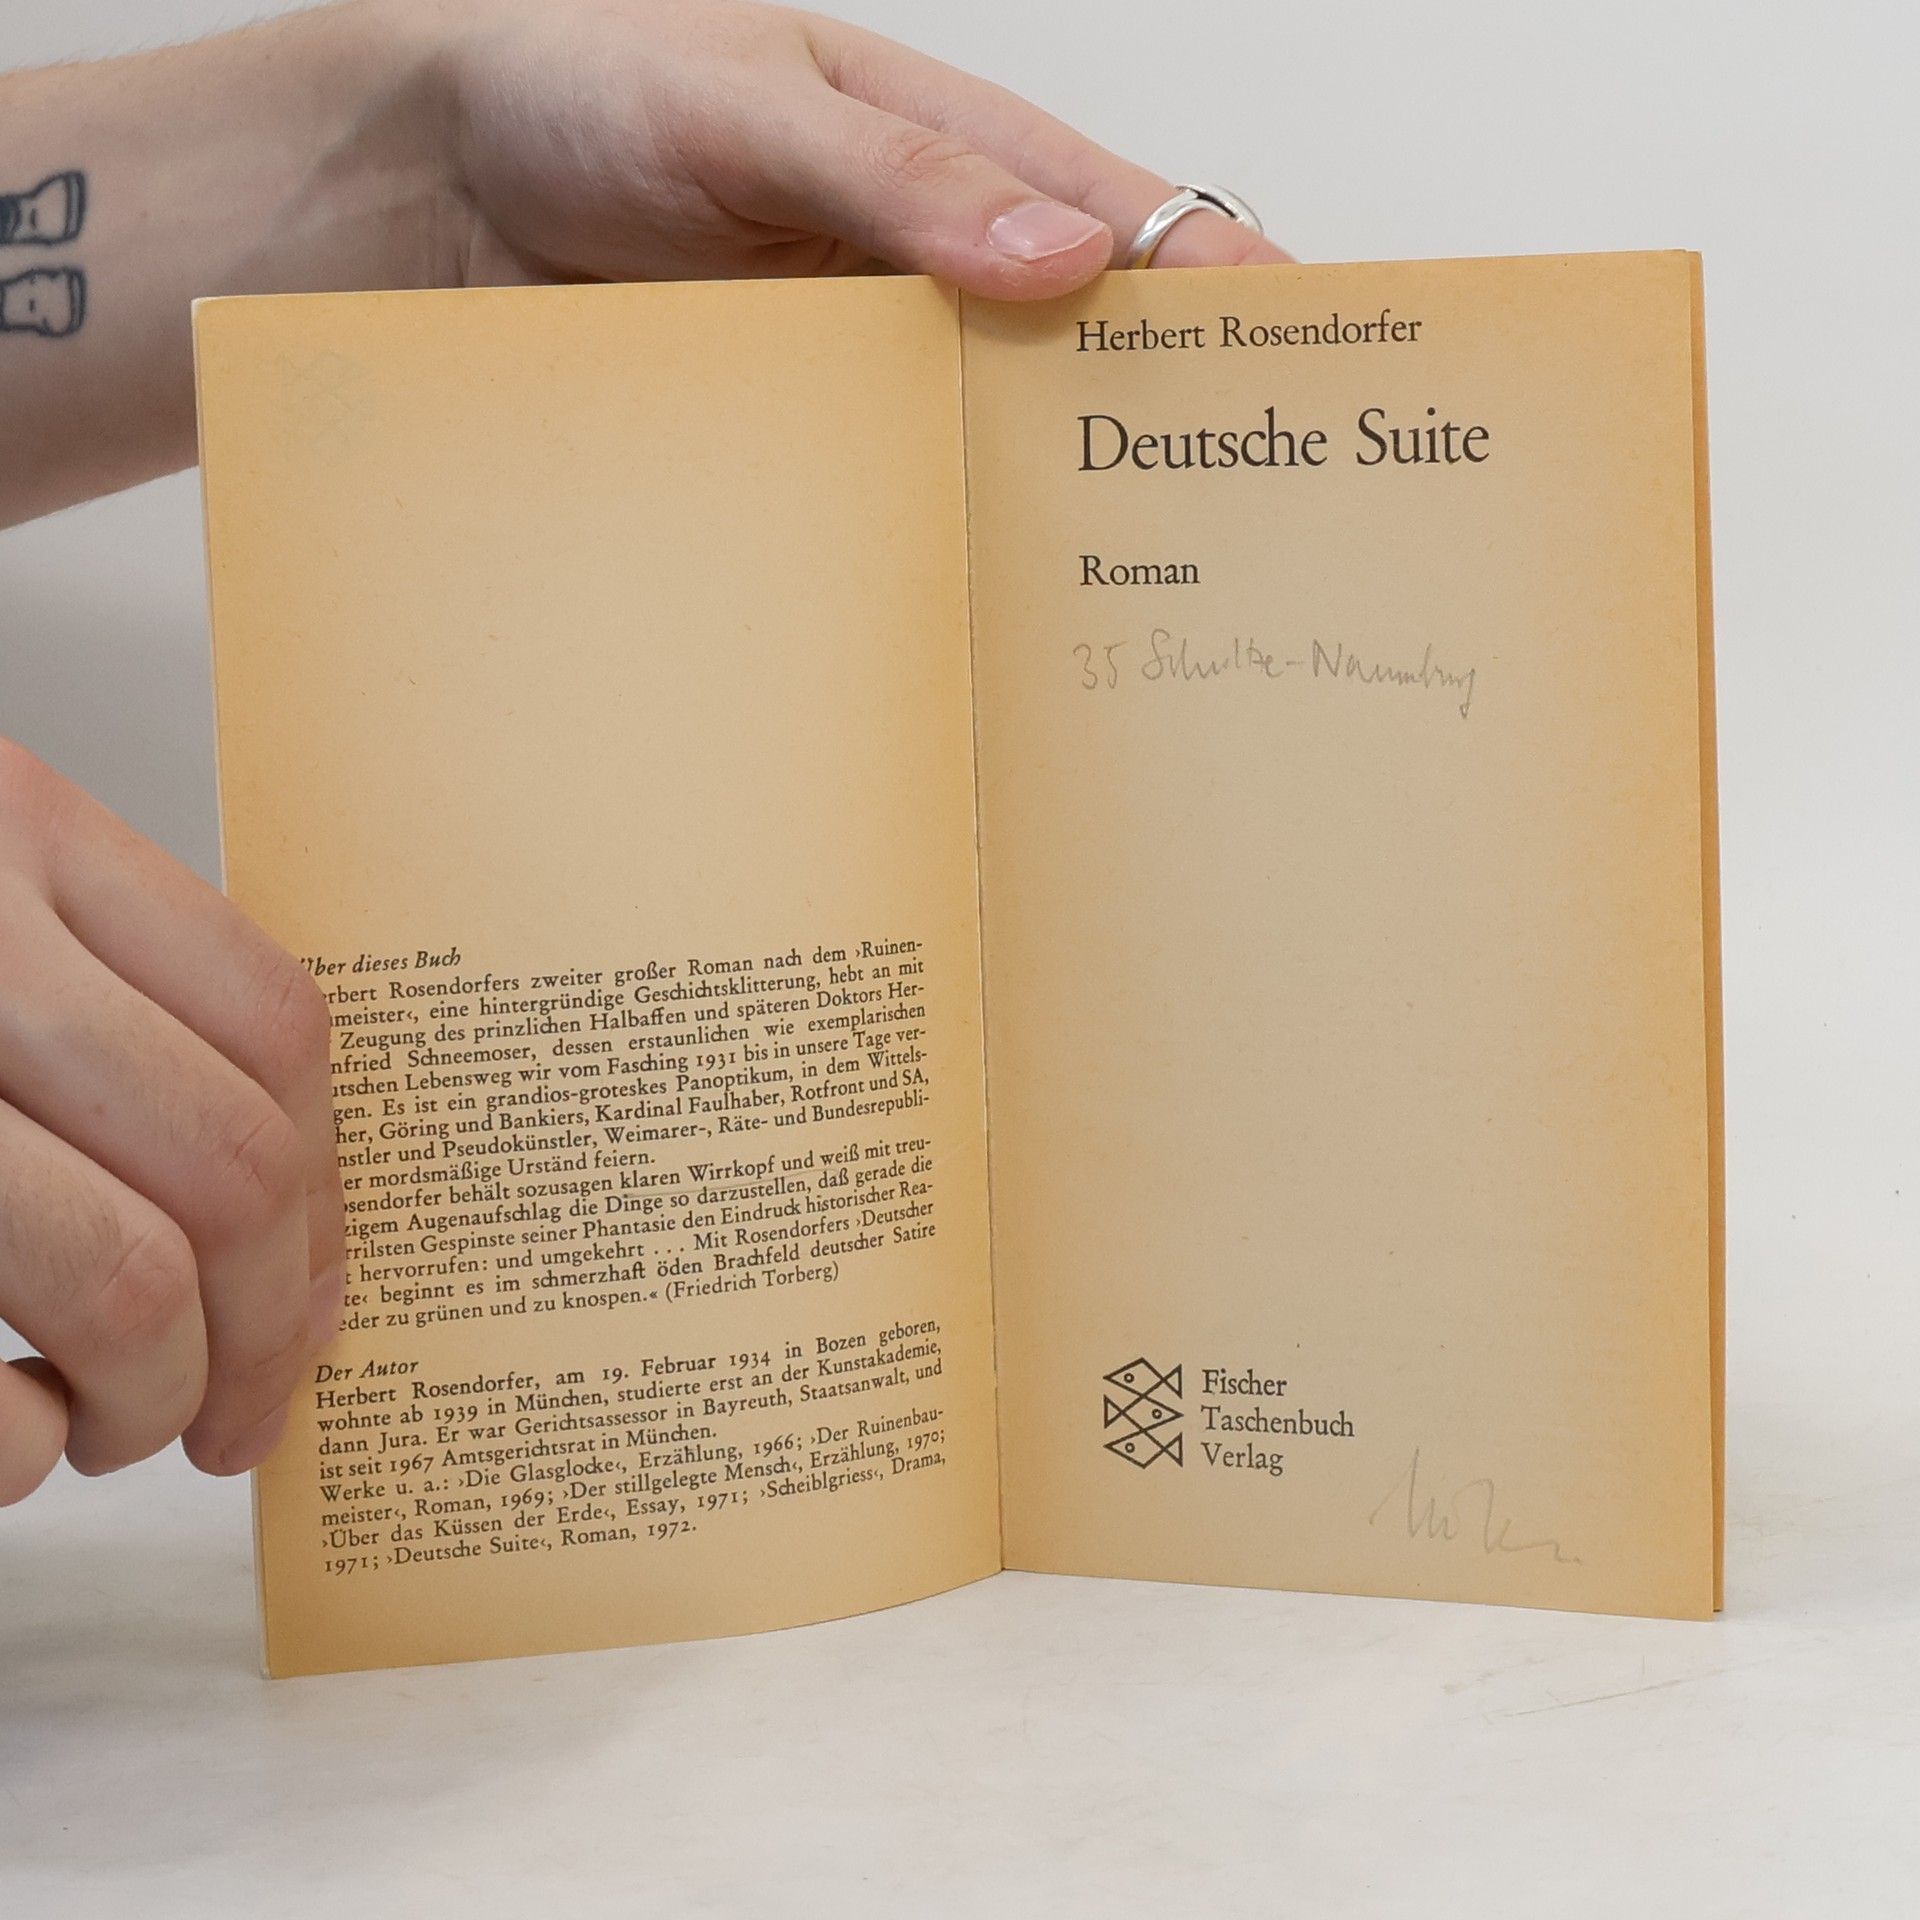 Über dieses Buch
erbert Rosendorfers zweiter großer Roman nach dem ›Ruinen-
meister‹, eine hintergründige Geschichtsklitterung, hebt an mit
Zeugung des prinzlichen Halbaffen und späteren Doktors Her-
nfried Schneemoser, dessen erstaunlichen wie exemplarischen
utschen Lebensweg wir vom Fasching 1931 bis in unsere Tage ver-
gen. Es ist ein grandios-groteskes Panoptikum, in dem Wittels-
her, Göring und Bankiers, Kardinal Faulhaber, Rotfront und SA,
nstler und Pseudokünstler, Weimarer-, Räte- und Bundesrepubli-
er mordsmäßige Urständ feiern.
osendorfer behält sozusagen klaren Wirrkopf und weiß mit treu-
zigem Augenaufschlag die Dinge so darzustellen, daß gerade die
rrilsten Gespinste seiner Phantasie den Eindruck historischer Rea-
t hervorrufen: und umgekehrt . . . Mit Rosendorfers ›Deutscher
te‹ beginnt es im schmerzhaft öden Brachfeld deutscher Satire
eder zu grünen und zu knospen.« (Friedrich Torberg)
Der Autor
Herbert Rosendorfer, am 19. Februar 1934 in Bozen geboren,
wohnte ab 1939 in München, studierte erst an der Kunstakademie,
dann Jura. Er war Gerichtsassessor in Bayreuth, Staatsanwalt, und
ist seit 1967 Amtsgerichtsrat in München.
Werke u. a.: ›Die Glasglocke‹, Erzählung, 1966; ›Der Ruinenbau-
meister‹, Roman, 1969; ›Der stillgelegte Mensch‹, Erzählung, 1970;
›Über das Küssen der Erde‹, Essay, 1971; ›Scheiblgriess‹, Drama,
1971; ›Deutsche Suite‹, Roman, 1972.
Herbert Rosendorfer
Deutsche Suite
Roman
35 Schultze-Naumburg
Fischer
Taschenbuch
Verlag